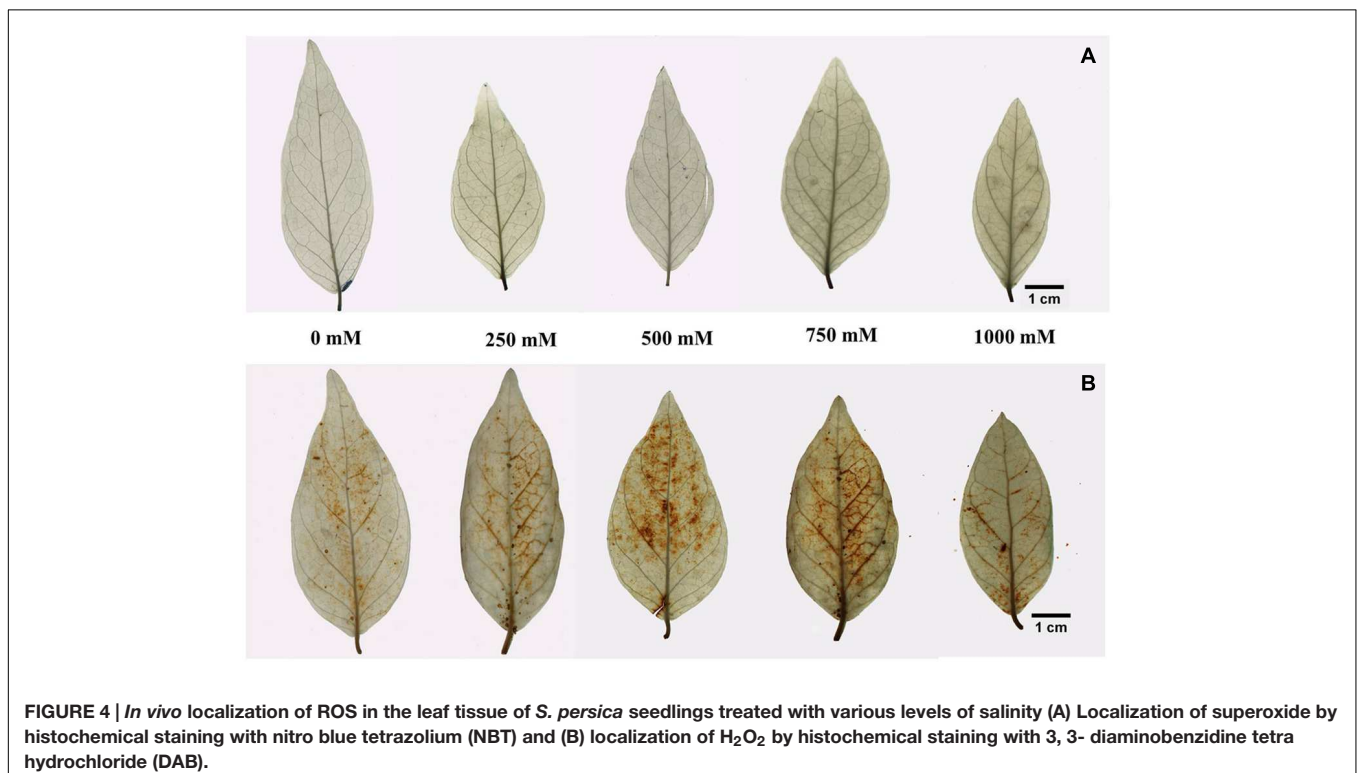 A
1 cm
0 mM
250 mM
500 mM
750 mM
1000 mM
B
1 cm
FIGURE 4 | In vivo localization of ROS in the leaf tissue of S. persica seedlings treated with various levels of salinity (A) Localization of superoxide by
histochemical staining with nitro blue tetrazolium (NBT) and (B) localization of H₂O₂ by histochemical staining with 3, 3- diaminobenzidine tetra
hydrochloride (DAB).